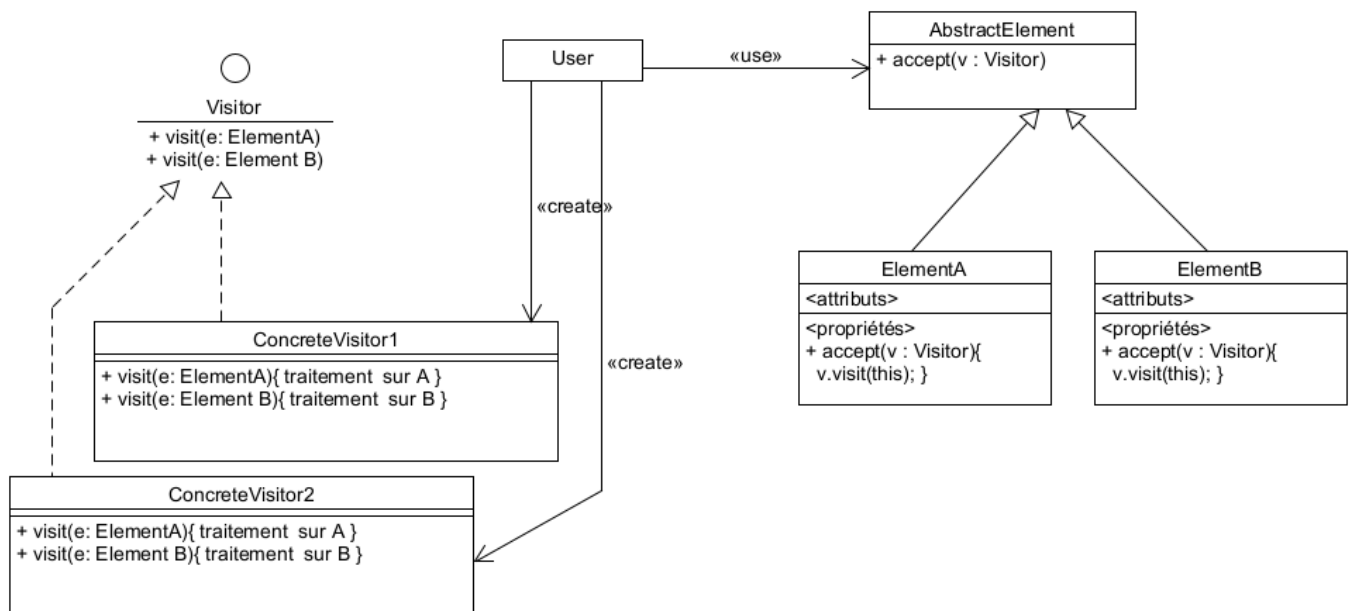 AbstractElement
+ accept(v : Visitor)
User
«use»
Visitor
+ visit(e: ElementA)
+ visit(e: Element B)
«create»
«create»
ElementA
<attributs>
<propriétés>
+ accept(v : Visitor){
v.visit(this); }
ElementB
<attributs>
<propriétés>
+ accept(v : Visitor){
v.visit(this); }
ConcreteVisitor1
+ visit(e: ElementA){ traitement sur A }
+ visit(e: Element B){ traitement sur B }
ConcreteVisitor2
+ visit(e: ElementA){ traitement sur A }
+ visit(e: Element B){ traitement sur B }